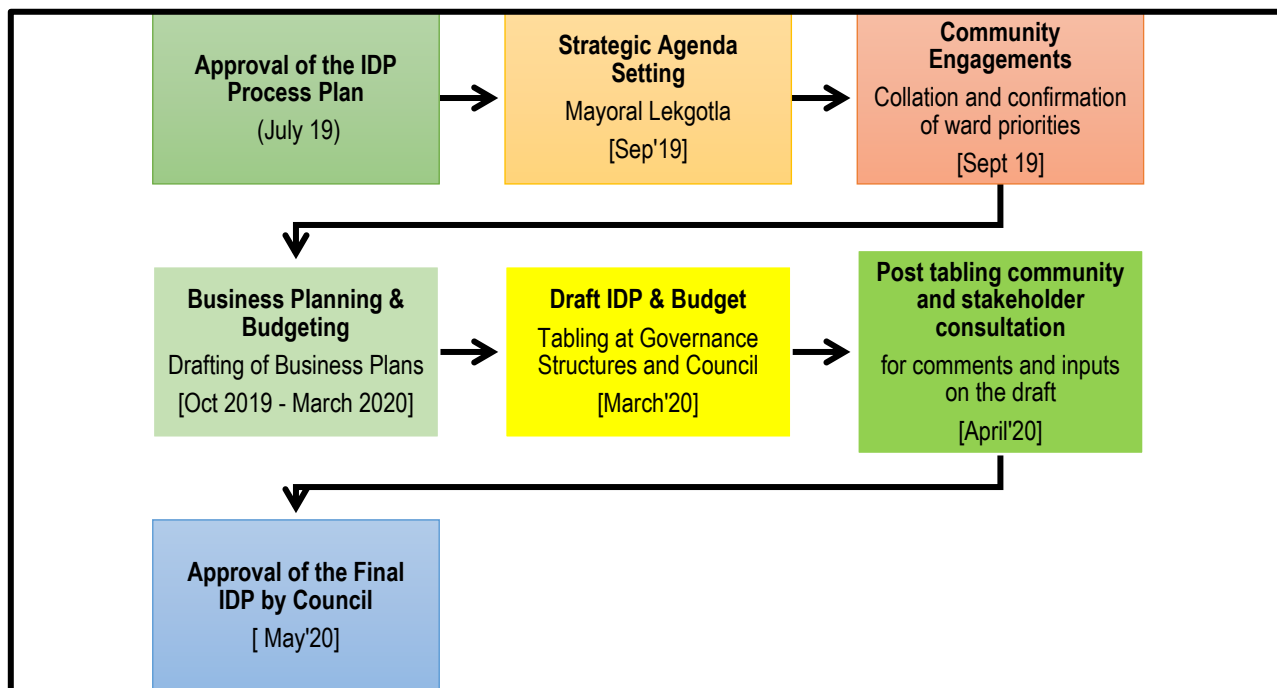 Approval of the IDP
Process Plan
(July 19)
Strategic Agenda
Setting
Mayoral Lekgotla
[Sep'19]
Community
Engagements
Collation and confirmation
of ward priorities
[Sept 19]
Business Planning &
Budgeting
Drafting of Business Plans
[Oct 2019 - March 2020]
Draft IDP & Budget
Tabling at Governance
Structures and Council
[March'20]
Post tabling community
and stakeholder
consultation
for comments and inputs
on the draft
[April'20]
Approval of the Final
IDP by Council
[ May'20]